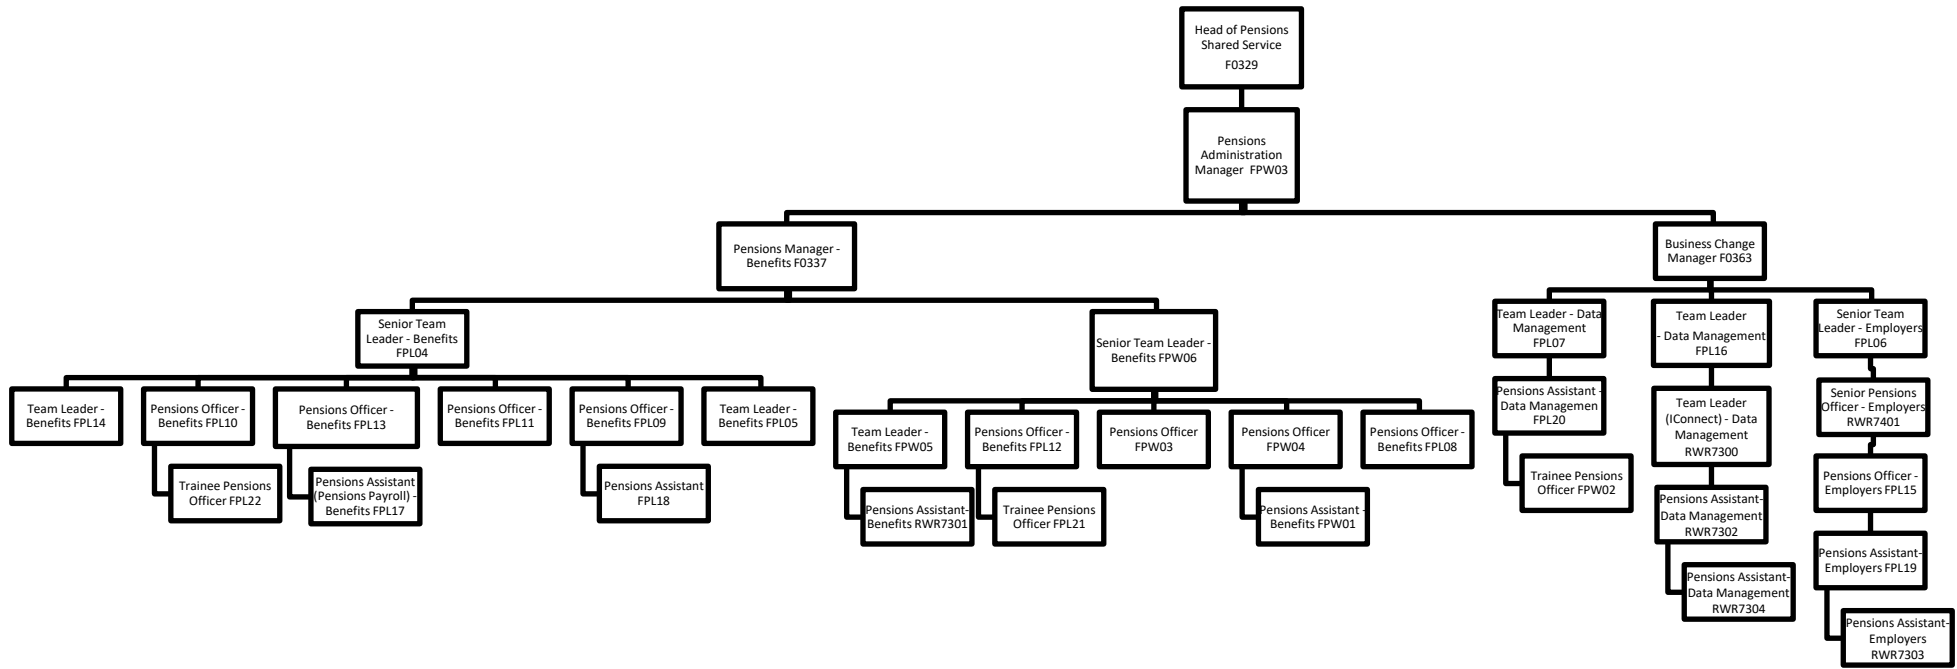 Head of Pensions
Shared Service
F0329
Pensions
Administration
Manager FPW03
Pensions Manager -
Benefits F0337
Business Change
Manager F0363
Senior Team
Leader - Benefits
FPL04
Senior Team Leader -
Benefits FPW06
Team Leader - Data
Management
FPL07
Team Leader
- Data Management
FPL16
Senior Team
Leader - Employers
FPL06
Team Leader -
Benefits FPL14
Pensions Officer -
Benefits FPL10
Pensions Officer -
Benefits FPL13
Pensions Officer -
Benefits FPL11
Pensions Officer -
Benefits FPL09
Team Leader -
Benefits FPL05
Team Leader -
Benefits FPW05
Pensions Officer -
Benefits FPL12
Pensions Officer
FPW03
Pensions Officer
FPW04
Pensions Officer -
Benefits FPL08
Pensions Assistant -
Data Managemen
FPL20
Team Leader
(IConnect) - Data
Management
RWR7300
Senior Pensions
Officer - Employers
RWR7401
Trainee Pensions
Officer FPL22
Pensions Assistant
(Pensions Payroll) -
Benefits FPL17
Pensions Assistant
FPL18
Pensions Assistant-
Benefits RWR7301
Trainee Pensions
Officer FPL21
Pensions Assistant -
Benefits FPW01
Trainee Pensions
Officer FPW02
Pensions Assistant-
Data Management
RWR7302
Pensions Officer -
Employers FPL15
Pensions Assistant-
Data Management
RWR7304
Pensions Assistant-
Employers FPL19
Pensions Assistant-
Employers
RWR7303